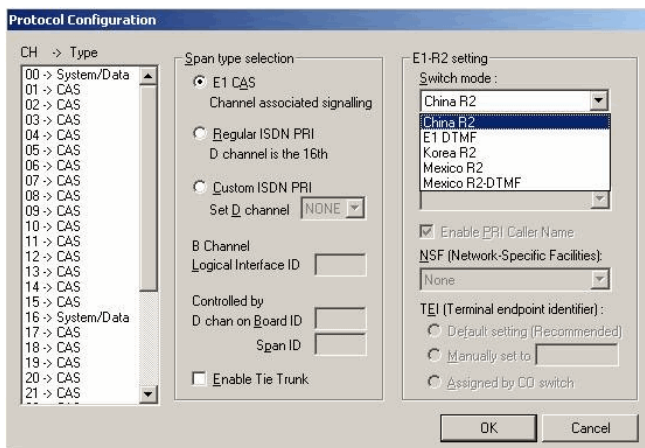 Protocol Configuration
CH -> Type
00 -> System/Data
01 -> CAS
02 -> CAS
03 -> CAS
04 -> CAS
05 -> CAS
06 -> CAS
07 -> CAS
08 -> CAS
09 -> CAS
10 -> CAS
11 -> CAS
12 -> CAS
13 -> CAS
14 -> CAS
15 -> CAS
16 -> System/Data
17 -> CAS
18 -> CAS
19 -> CAS
20 -> CAS
21 -> CAS
Span type selection
E1 CAS
Channel associated signalling
Regular ISDN PRI
D channel is the 16th
Custom ISDN PRI
Set D channel NONE
B Channel
Logical Interface ID
Controlled by
D chan on Board ID
Span ID
Enable Tie Trunk
E1-R2 setting
Switch mode :
China R2
China R2
E1 DTMF
Korea R2
Mexico R2
Mexico R2-DTMF
Enable PRI Caller Name
NSF (Network-Specific Facilities):
None
TEI (Terminal endpoint identifier) :
Default setting (Recommended)
Manually set to
Assigned by CO switch
OK
Cancel